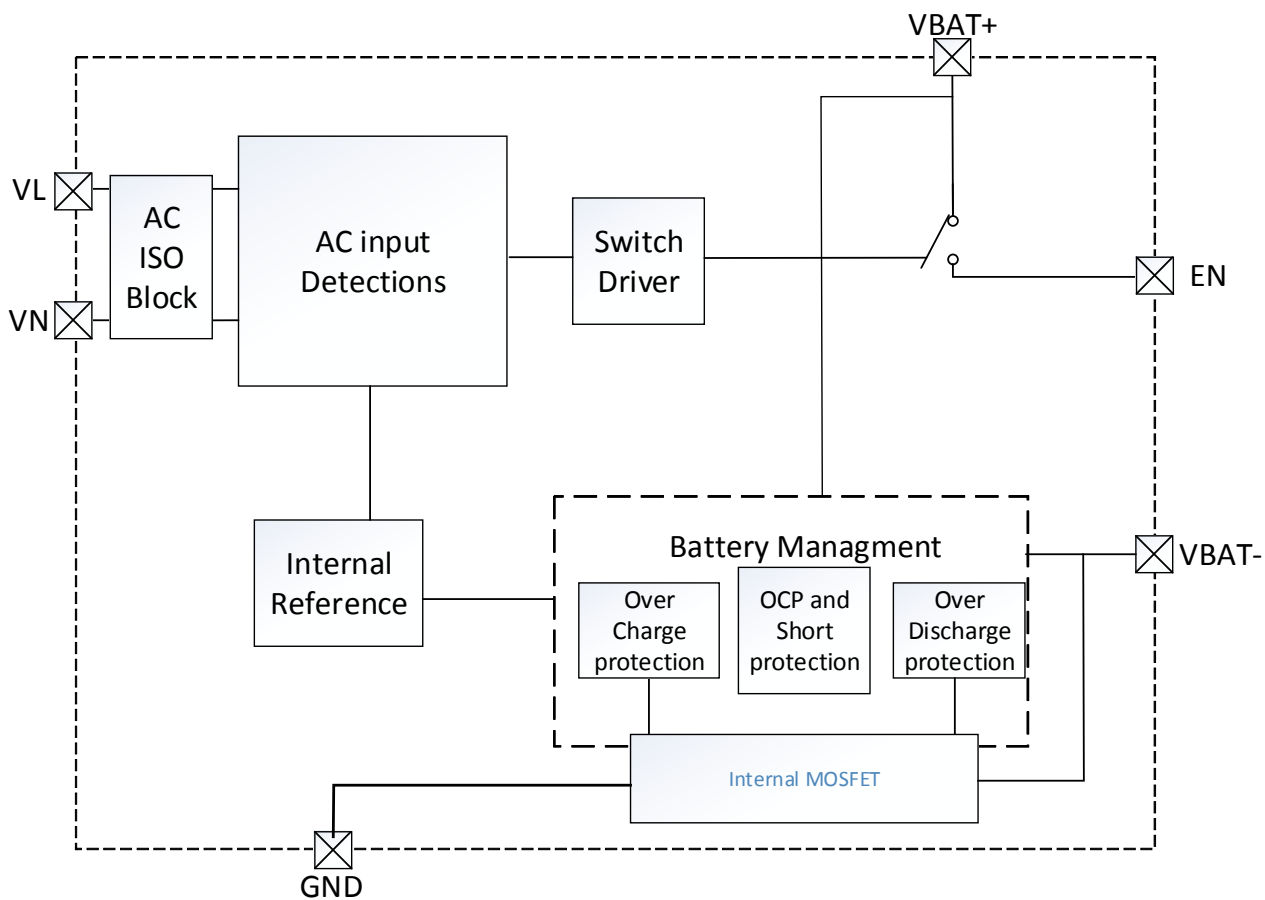 VBAT+
VL
AC
ISO
Block
AC input
Detections
Switch
Driver
EN
VN
Internal
Reference
Battery Managment
VBAT-
Over
Charge
protection
OCP and
Short
protection
Over
Discharge
protection
Internal MOSFET
GND